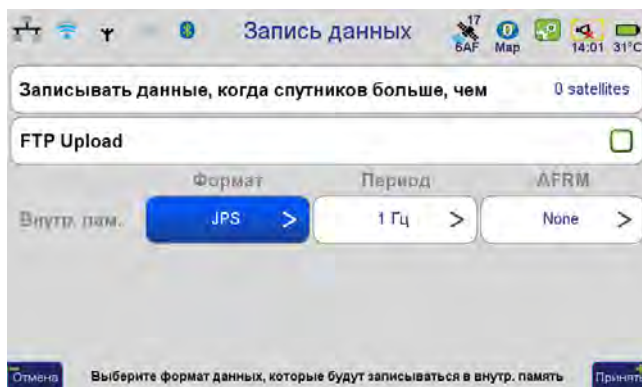 Запись данных
17
6AF
Map
14:01 31°C
Записывать данные, когда спутников больше, чем 0 satellites
FTP Upload
Формат Период AFRM
Внутр. пам. JPS > 1 Гц > None >
Отмена Выберите формат данных, которые будут записываться в внутр. память Принять